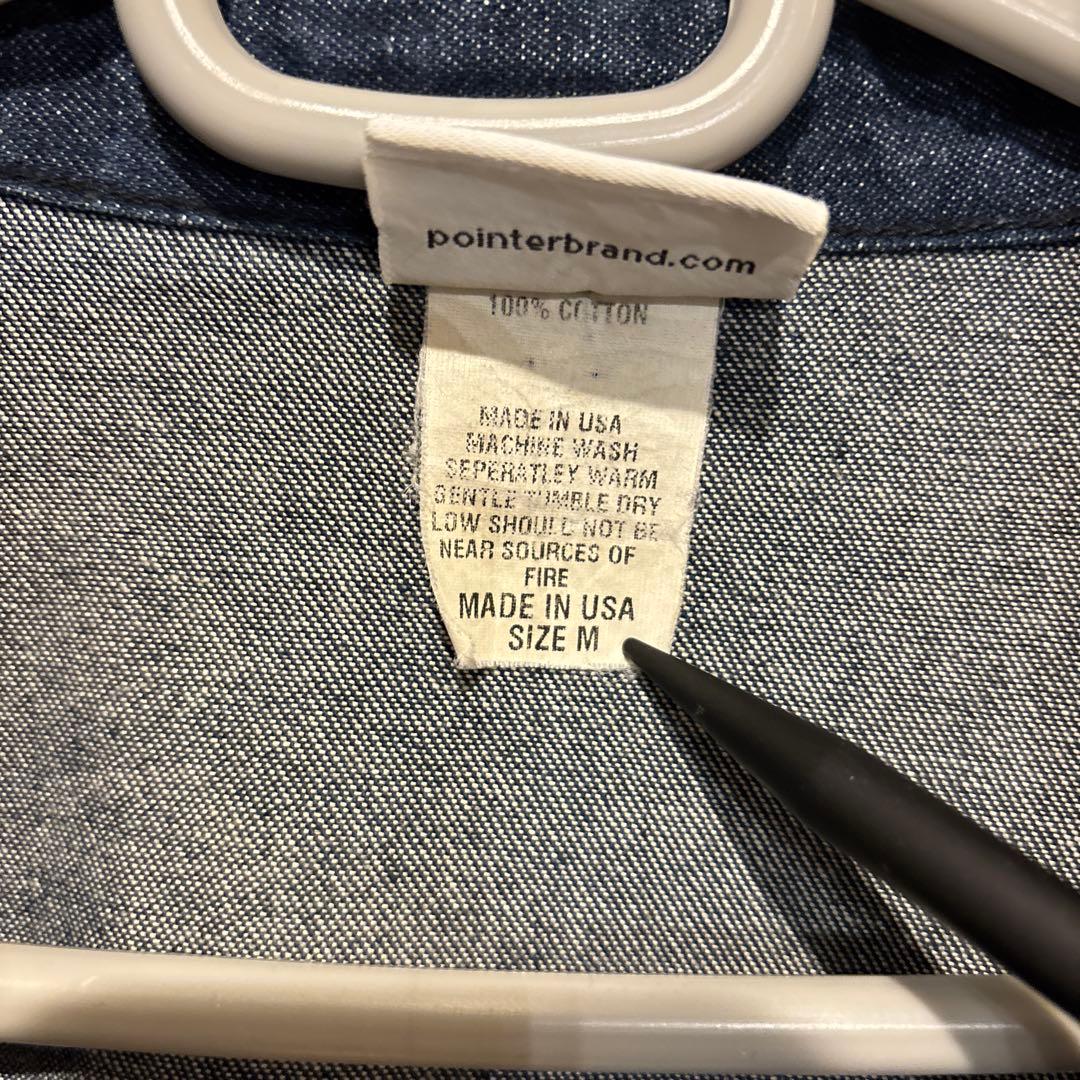 pointerbrand.com
100% COTTON
MADE IN USA
MACHINE WASH
SEPERATLEY WARM
GENTLE TUMBLE DRY
LOW SHOULD NOT BE
NEAR SOURCES OF
FIRE
MADE IN USA
SIZE M